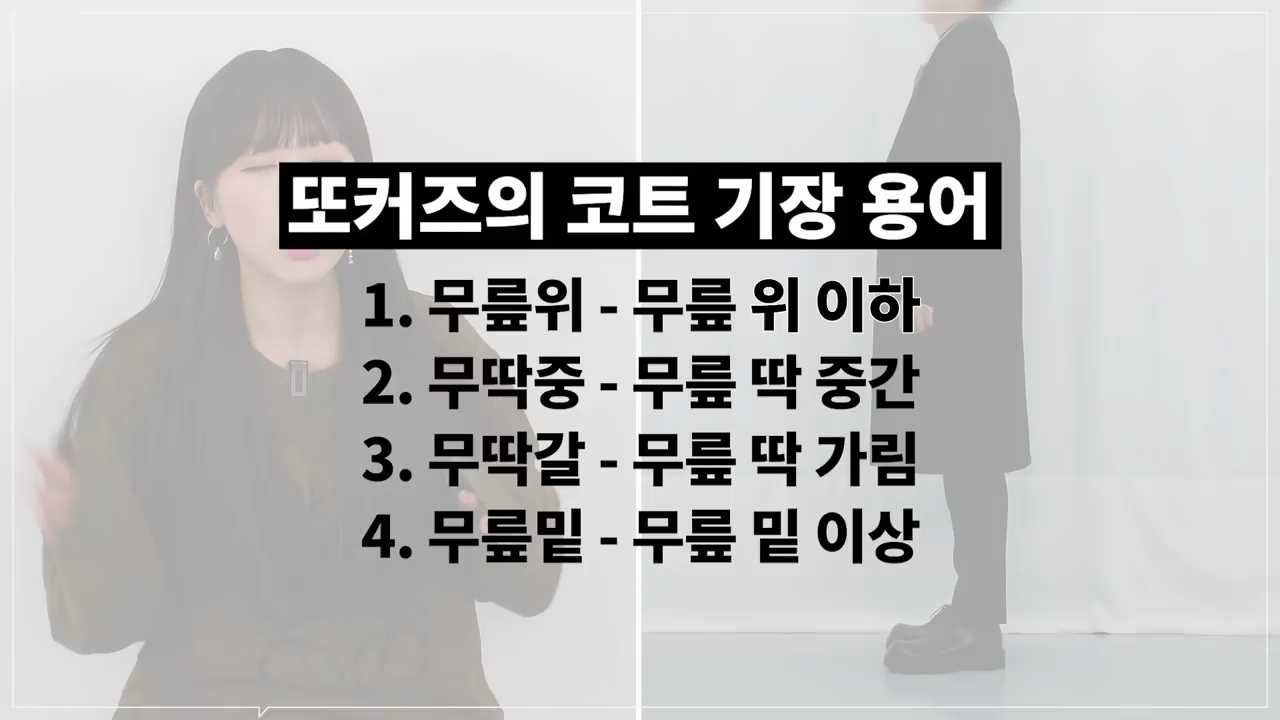 또커즈의 코트 기장 용어
1. 무릎위 - 무릎 위 이하
2. 무딱중 - 무릎 딱 중간
3. 무딱갈 - 무릎 딱 가림
4. 무릎밑 - 무릎 밑 이상